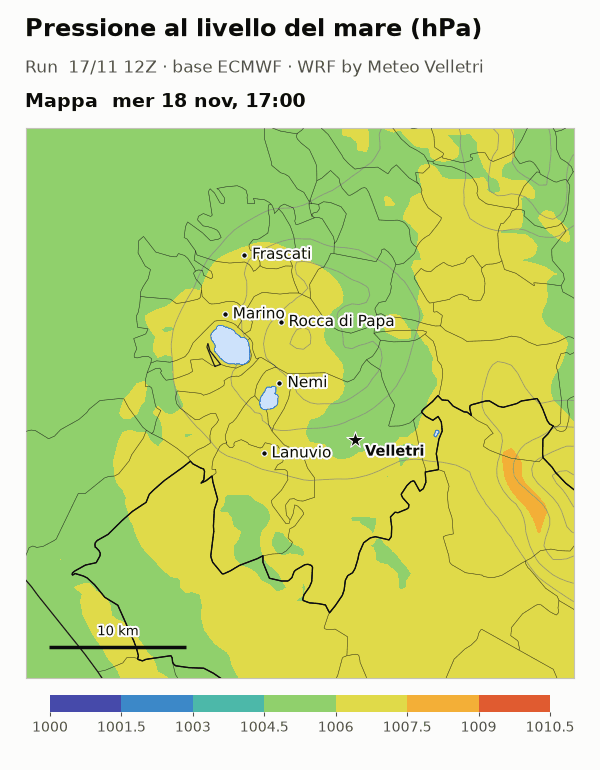 Pressione al livello del mare (hPa)
Run 17/11 12Z · base ECMWF · WRF by Meteo Velletri
Mappa mer 18 nov, 17:00
Frascati
Marino
Rocca di Papa
Nemi
Velletri
Lanuvio
10 km
1000 1001.5 1003 1004.5 1006 1007.5 1009 1010.5